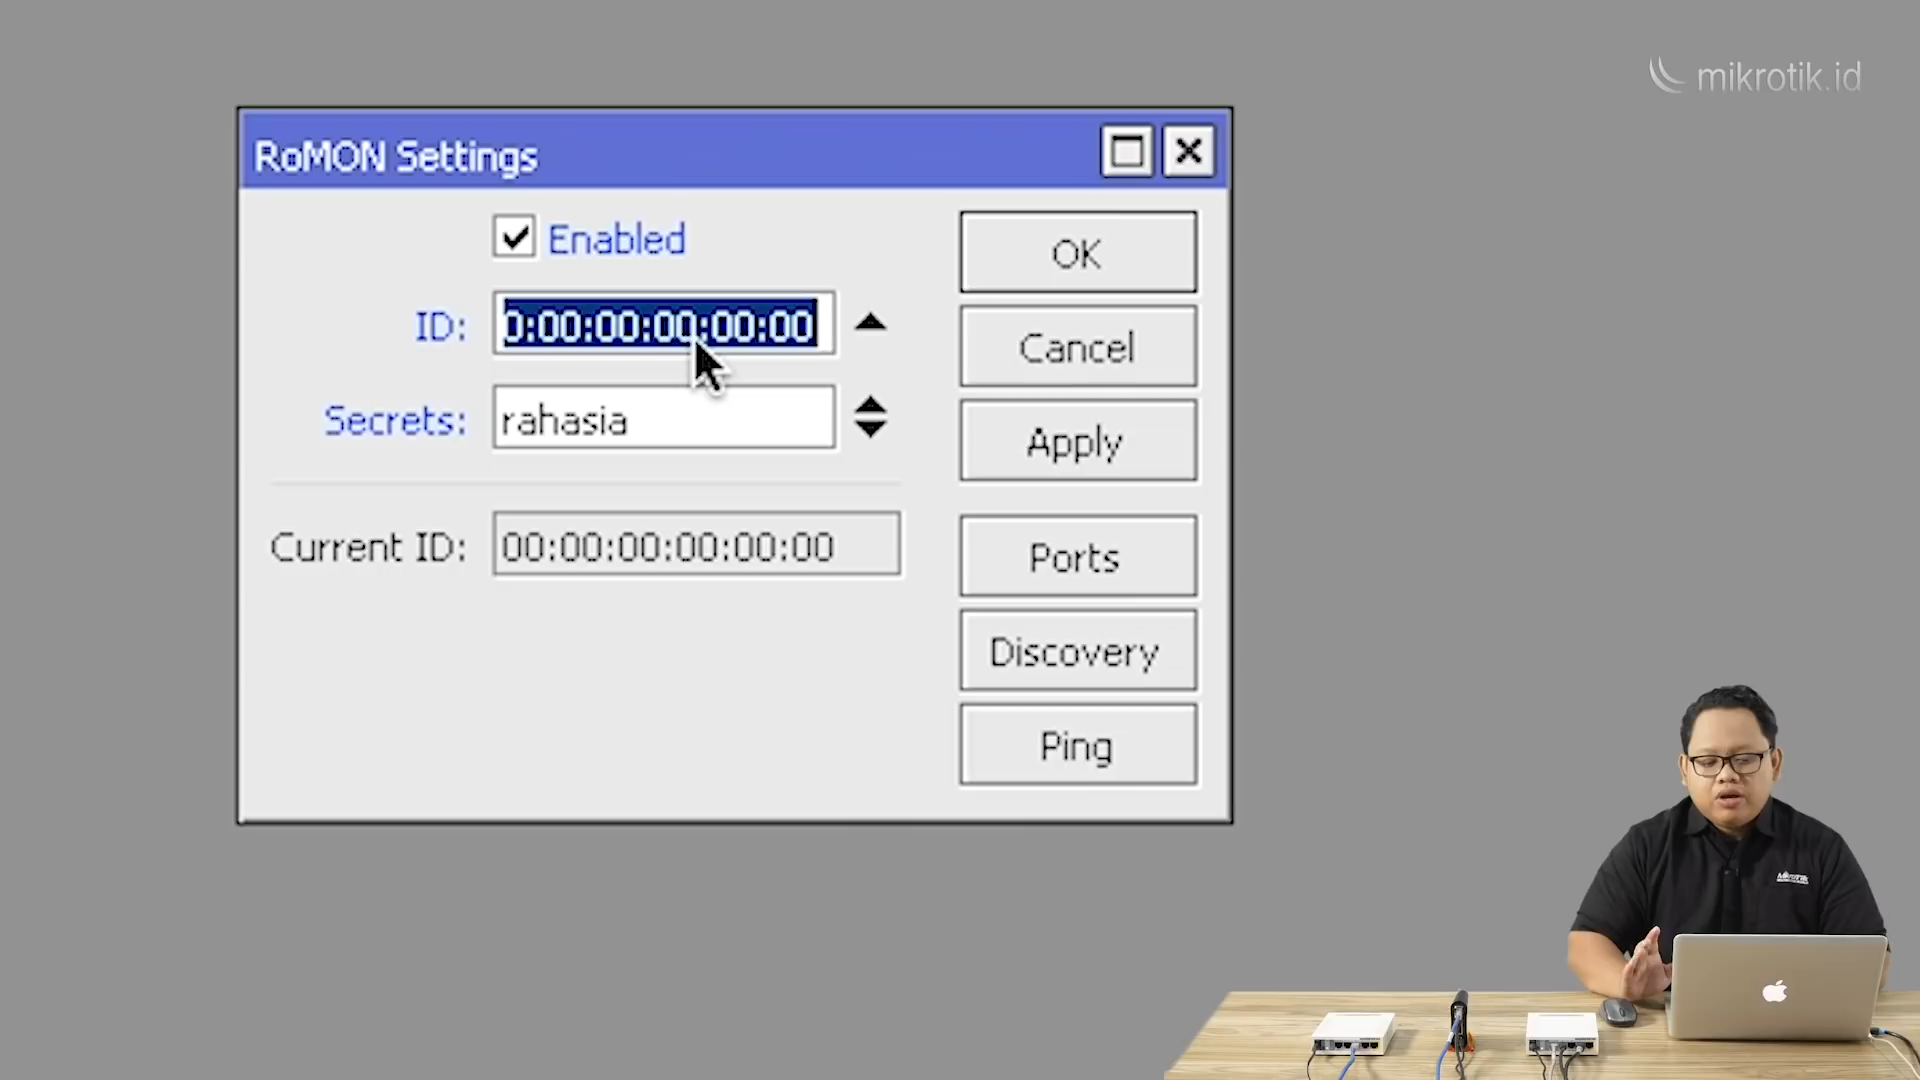 mikrotik.id
RoMON Settings
Enabled
ID: 0:00:00:00:00:00
Secrets: rahasia
Current ID: 00:00:00:00:00:00
OK
Cancel
Apply
Ports
Discovery
Ping
MikroTik